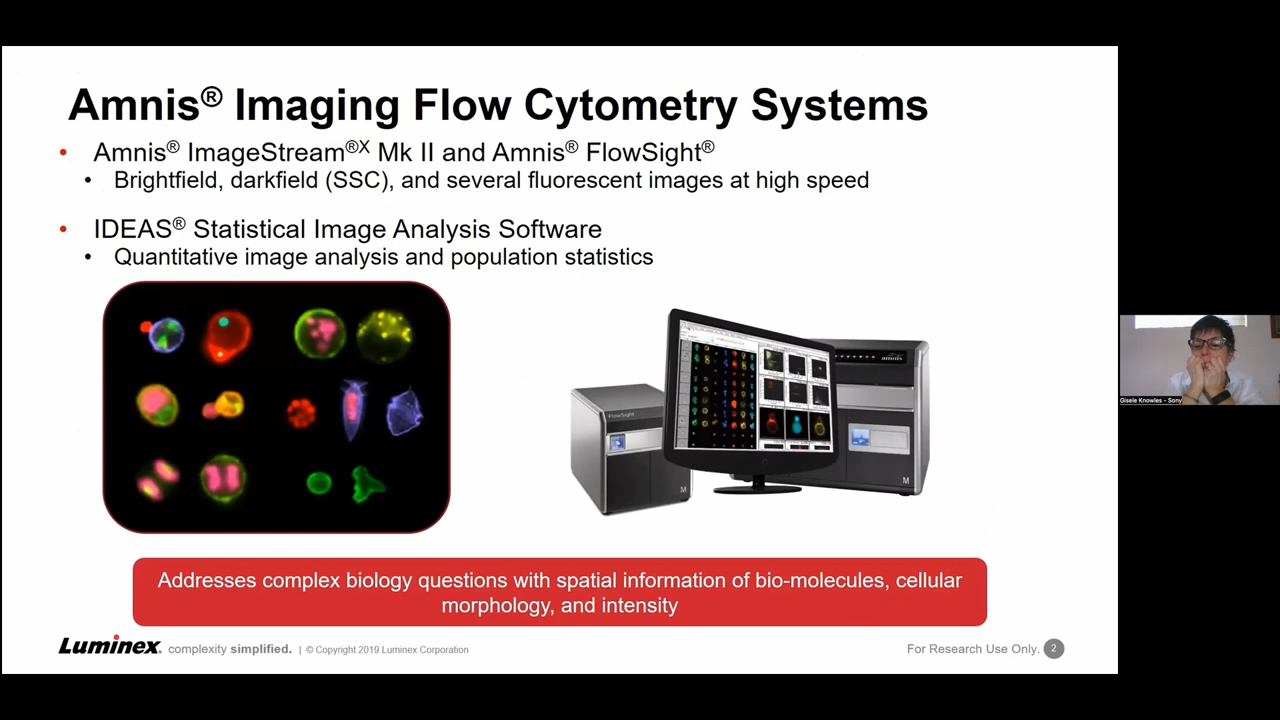 Amnis® Imaging Flow Cytometry Systems
• Amnis® ImageStream®X Mk II and Amnis® FlowSight®
• Brightfield, darkfield (SSC), and several fluorescent images at high speed
• IDEAS® Statistical Image Analysis Software
• Quantitative image analysis and population statistics
FlowSight
amnis
M
M
Gisele Knowles - Sony
Addresses complex biology questions with spatial information of bio-molecules, cellular
morphology, and intensity
Luminex. complexity simplified. | © Copyright 2019 Luminex Corporation
For Research Use Only. 2